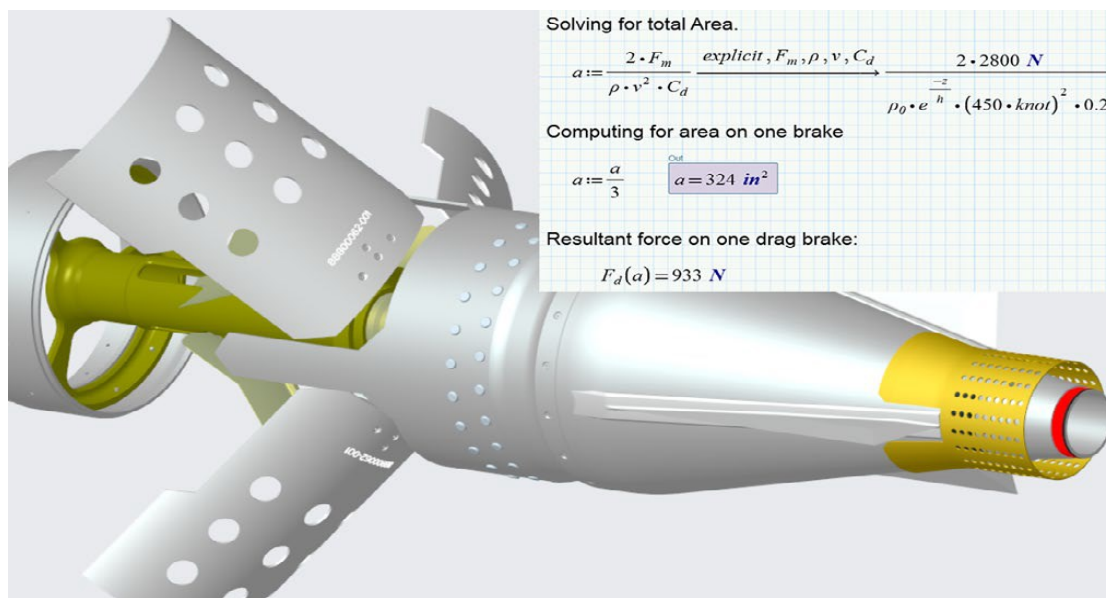 Solving for total Area.
a := 2 · F_m / ρ · v² · C_d explicit , F_m , ρ , v , C_d → 2 · 2800 N / ρ₀ · e^(-z/h) · (450 · knot)² · 0.2
Computing for area on one brake
a := a / 3
Out
a = 324 in²
Resultant force on one drag brake:
F_d(a) = 933 N